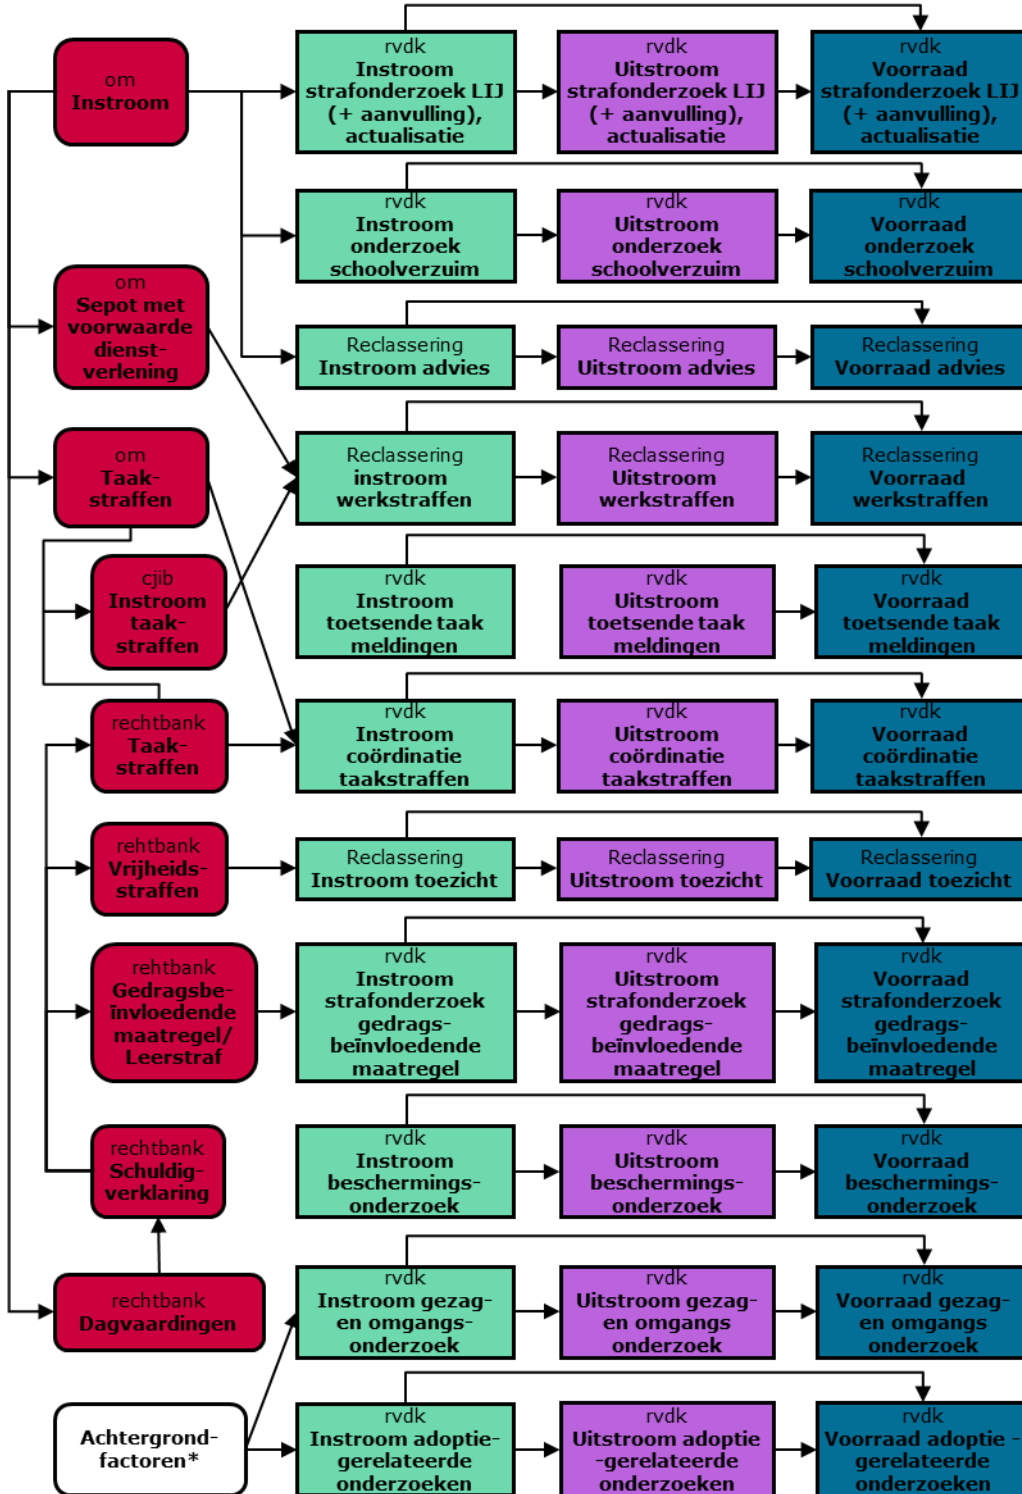 om
Instroom
rvdk
Instroom
strafonderzoek LIJ
(+ aanvulling),
actualisatie
rvdk
Uitstroom
strafonderzoek LIJ
(+ aanvulling),
actualisatie
rvdk
Voorraad
strafonderzoek LIJ
(+ aanvulling),
actualisatie
rvdk
Instroom
onderzoek
schoolverzuim
rvdk
Uitstroom
onderzoek
schoolverzuim
rvdk
Voorraad
onderzoek
schoolverzuim
om
Sepot met
voorwaarde
dienst-
verlening
Reclassering
Instroom advies
Reclassering
Uitstroom advies
Reclassering
Voorraad advies
om
Taak-
straffen
Reclassering
instroom
werkstraffen
Reclassering
Uitstroom
werkstraffen
Reclassering
Voorraad
werkstraffen
cjib
Instroom
taak-
straffen
rvdk
Instroom
toetsende taak
meldingen
rvdk
Uitstroom
toetsende taak
meldingen
rvdk
Voorraad
toetsende taak
meldingen
rechtbank
Taak-
straffen
rvdk
Instroom
coördinatie
taakstraffen
rvdk
Uitstroom
coördinatie
taakstraffen
rvdk
Voorraad
coördinatie
taakstraffen
rehtbank
Vrijheids-
straffen
Reclassering
Instroom toezicht
Reclassering
Uitstroom toezicht
Reclassering
Voorraad toezicht
rehtbank
Gedragsbe-
ïnvloedende
maatregel/
Leerstraf
rvdk
Instroom
strafonderzoek
gedrags-
beïnvloedende
maatregel
rvdk
Uitstroom
strafonderzoek
gedrags-
beïnvloedende
maatregel
rvdk
Voorraad
strafonderzoek
gedrags-
beïnvloedende
maatregel
rechtbank
Schuldig-
verklaring
rvdk
Instroom
beschermings-
onderzoek
rvdk
Uitstroom
beschermings-
onderzoek
rvdk
Voorraad
beschermings-
onderzoek
rechtbank
Dagvaardingen
rvdk
Instroom gezag-
en omgangs-
onderzoek
rvdk
Uitstroom gezag-
en omgangs
onderzoek
rvdk
Voorraad gezag-
en omgangs
onderzoek
Achtergrond-
factoren*
rvdk
Instroom adoptie-
gerelateerde
onderzoeken
rvdk
Uitstroom adoptie
-gerelateerde
onderzoeken
rvdk
Voorraad adoptie -
gerelateerde
onderzoeken